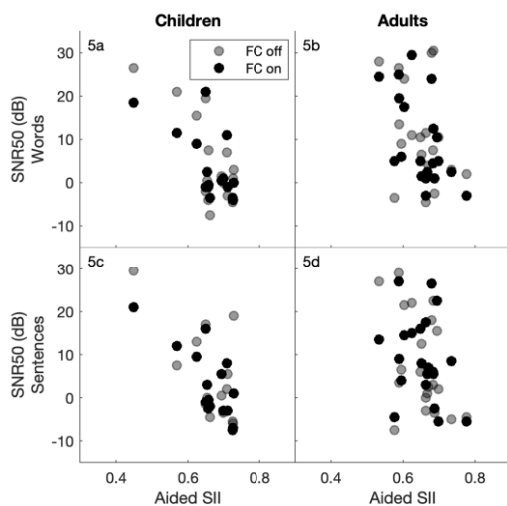 Children
Adults
5a
FC off
FC on
5b
SNR50 (dB)
Words
30
20
10
0
-10
5c
5d
SNR50 (dB)
Sentences
30
20
10
0
-10
0.4 0.6 0.8
0.4 0.6 0.8
Aided SII
Aided SII